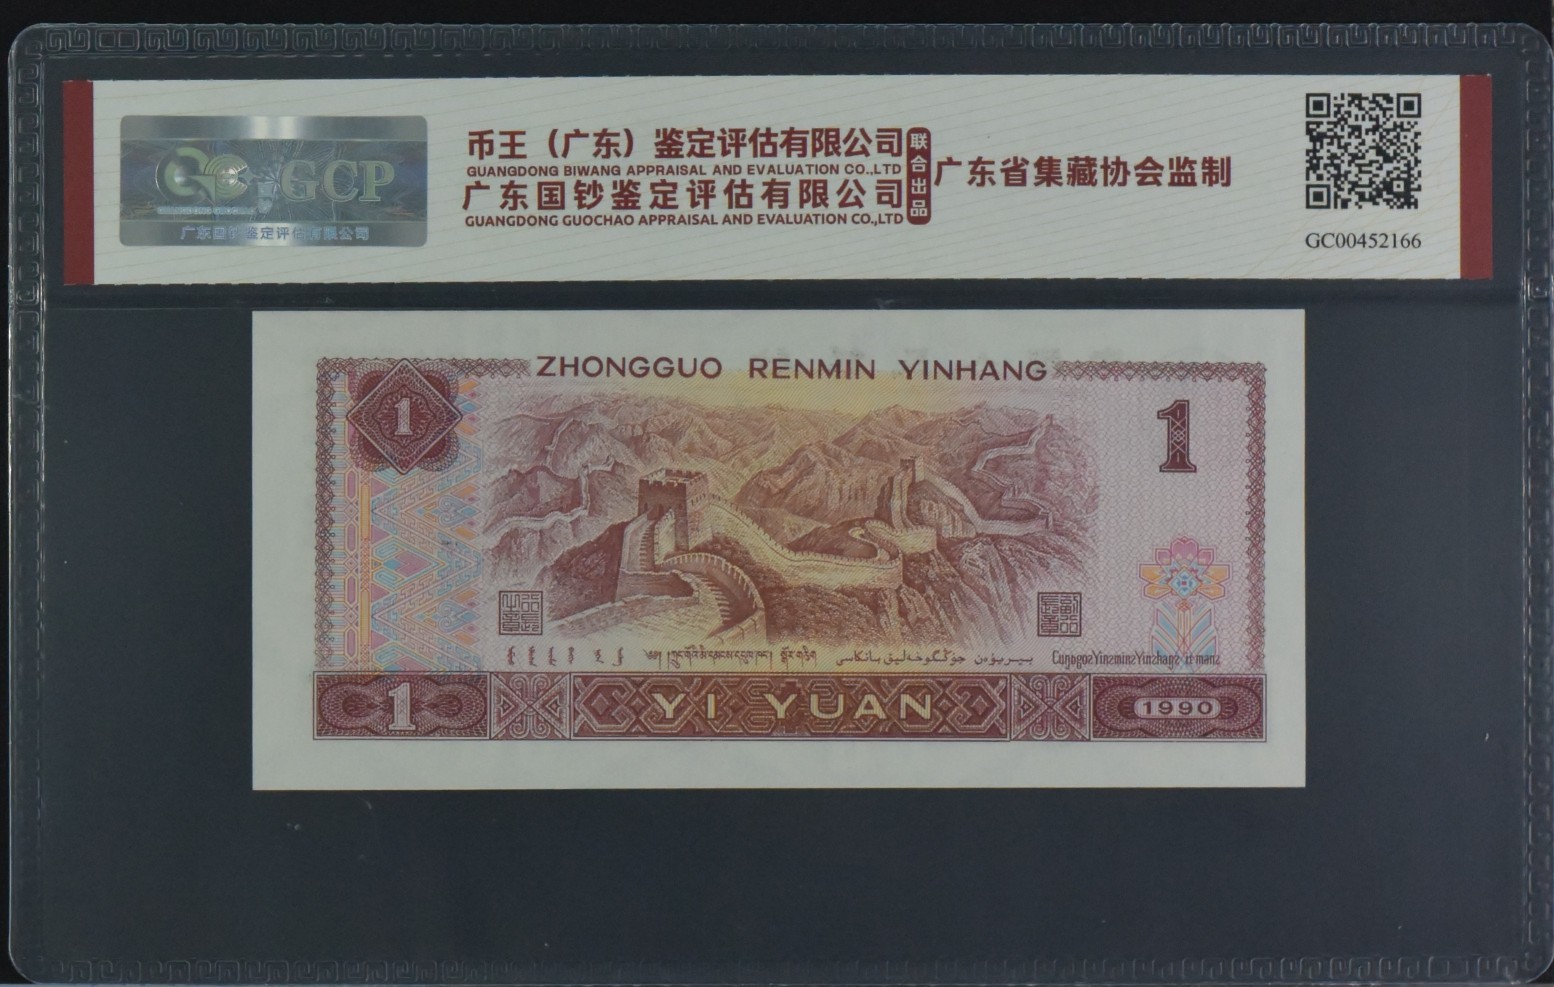 币王（广东）鉴定评估有限公司
GUANGDONG BIWANG APPRAISAL AND EVALUATION CO.,LTD
广东国钞鉴定评估有限公司
GUANGDONG GUOCHAO APPRAISAL AND EVALUATION CO.,LTD
联合出品
广东省集藏协会监制
GCP
广东国钞鉴定评估有限公司
GC00452166
ZHONGGUO RENMIN YINHANG
1
1
CuŋƨgozYinzminzYinzhangz it maenz
1
YI YUAN
1990